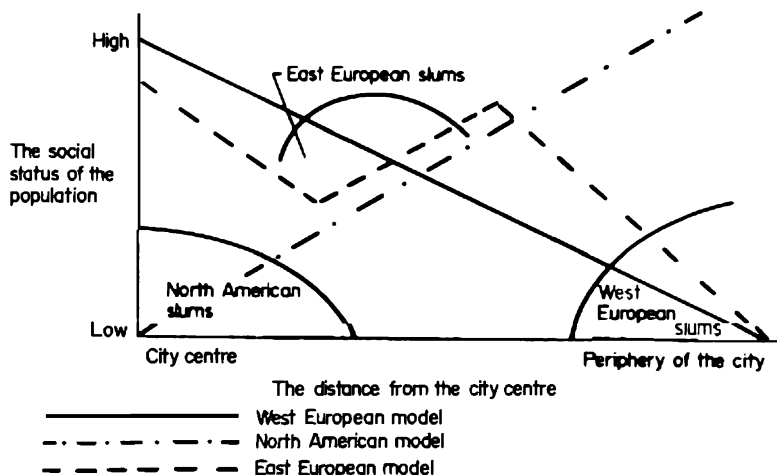 High
East European slums
The social
status of the
population
North American
slums
West
European
slums
Low
City centre
Periphery of the city
The distance from the city centre
West European model
North American model
East European model